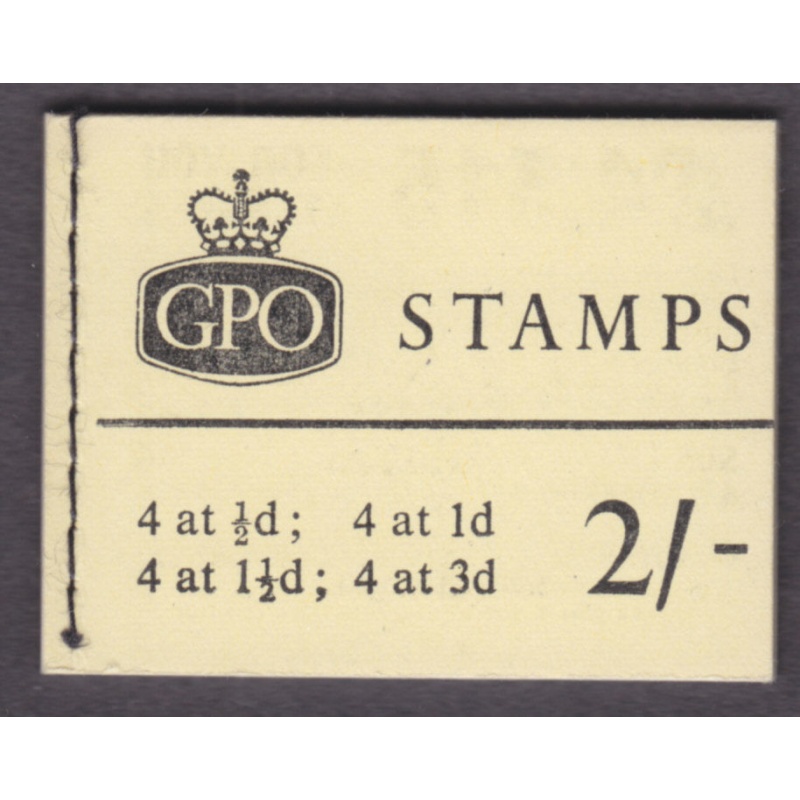 GPO
STAMPS
4 at ½d; 4 at 1d
4 at 1½d; 4 at 3d
2/-